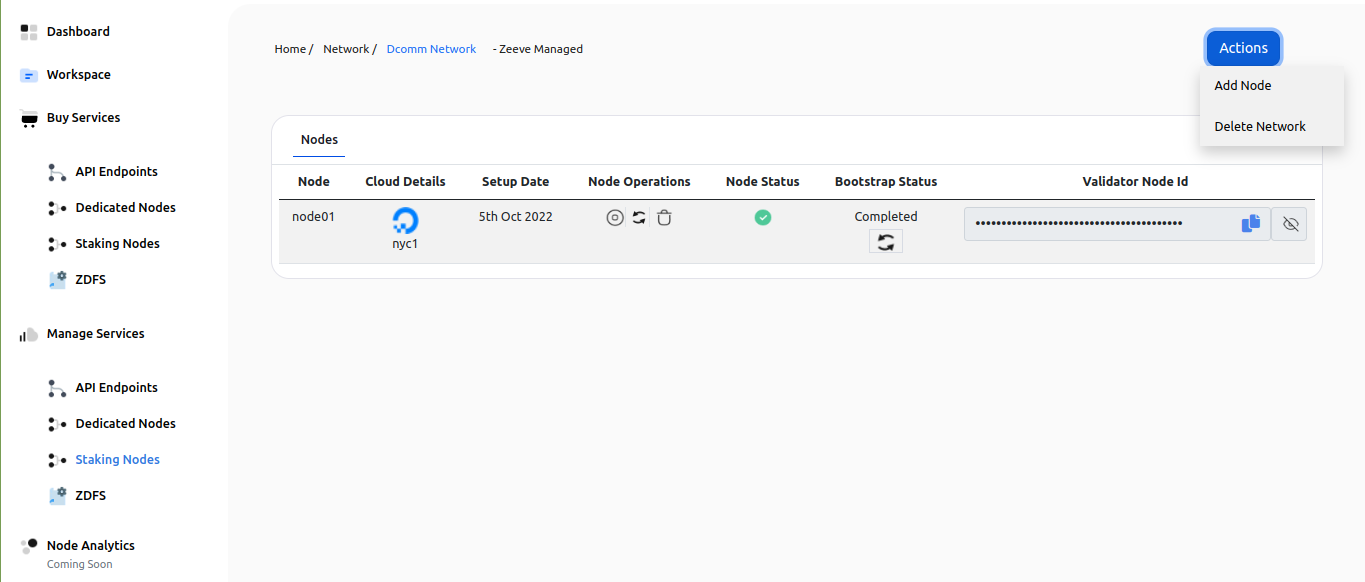 Dashboard
Workspace
Buy Services
API Endpoints
Dedicated Nodes
Staking Nodes
ZDFS
Manage Services
API Endpoints
Dedicated Nodes
Staking Nodes
ZDFS
Node Analytics
Coming Soon
Home / Network / Dcomm Network - Zeeve Managed
Actions
Add Node
Delete Network
Nodes
Node Cloud Details Setup Date Node Operations Node Status Bootstrap Status Validator Node Id
node01 nyc1 5th Oct 2022 Completed